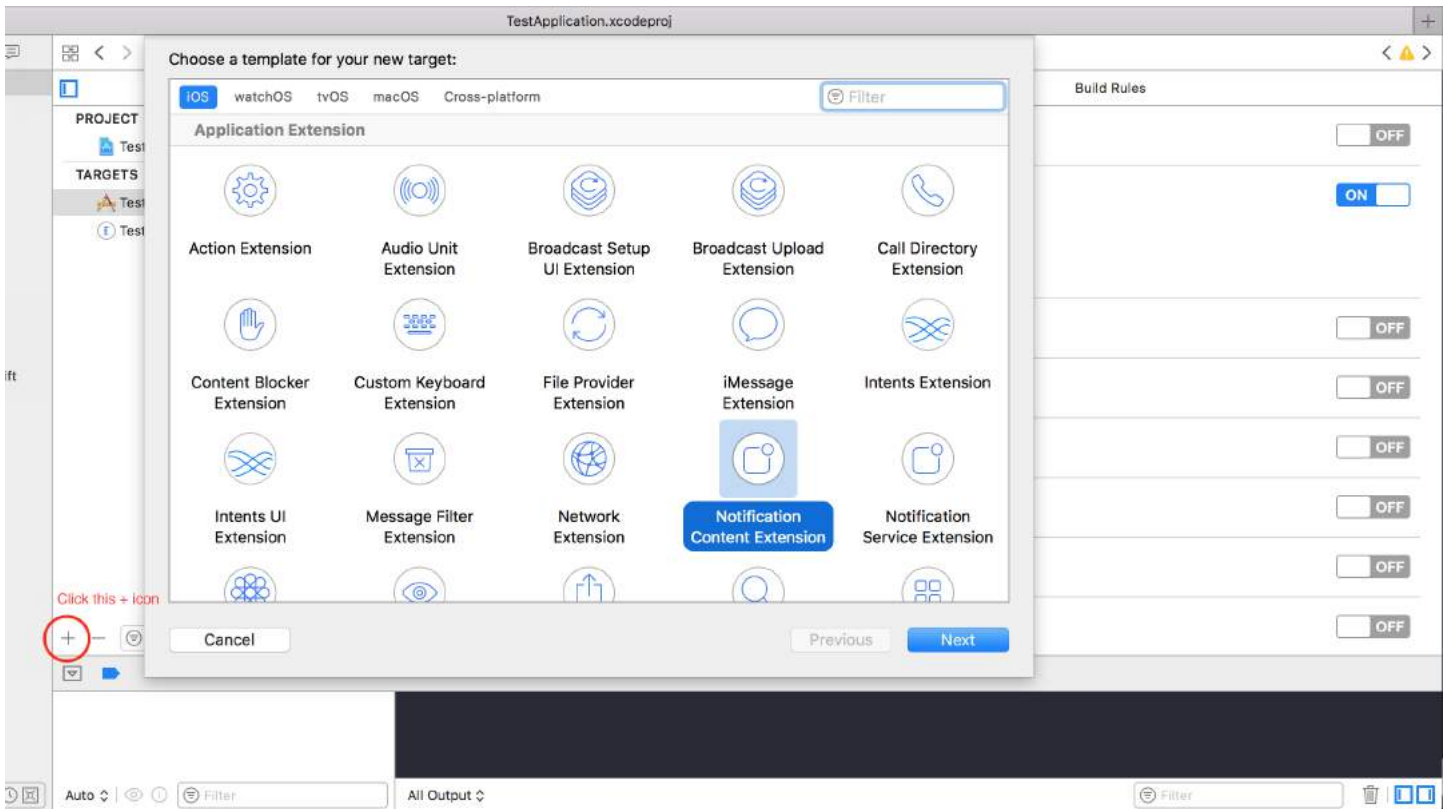 TestApplication.xcodeproj
Choose a template for your new target:
iOS watchOS tvOS macOS Cross-platform
Filter
Application Extension
Build Rules
PROJECT
Test
TARGETS
Test
Test
OFF
ON
OFF
OFF
OFF
OFF
OFF
OFF
ift
Action Extension
Audio Unit
Extension
Broadcast Setup
UI Extension
Broadcast Upload
Extension
Call Directory
Extension
Content Blocker
Extension
Custom Keyboard
Extension
File Provider
Extension
iMessage
Extension
Intents Extension
Intents UI
Extension
Message Filter
Extension
Network
Extension
Notification
Content Extension
Notification
Service Extension
Click this + icon
Cancel
Previous
Next
Auto
Filter
All Output
Filter